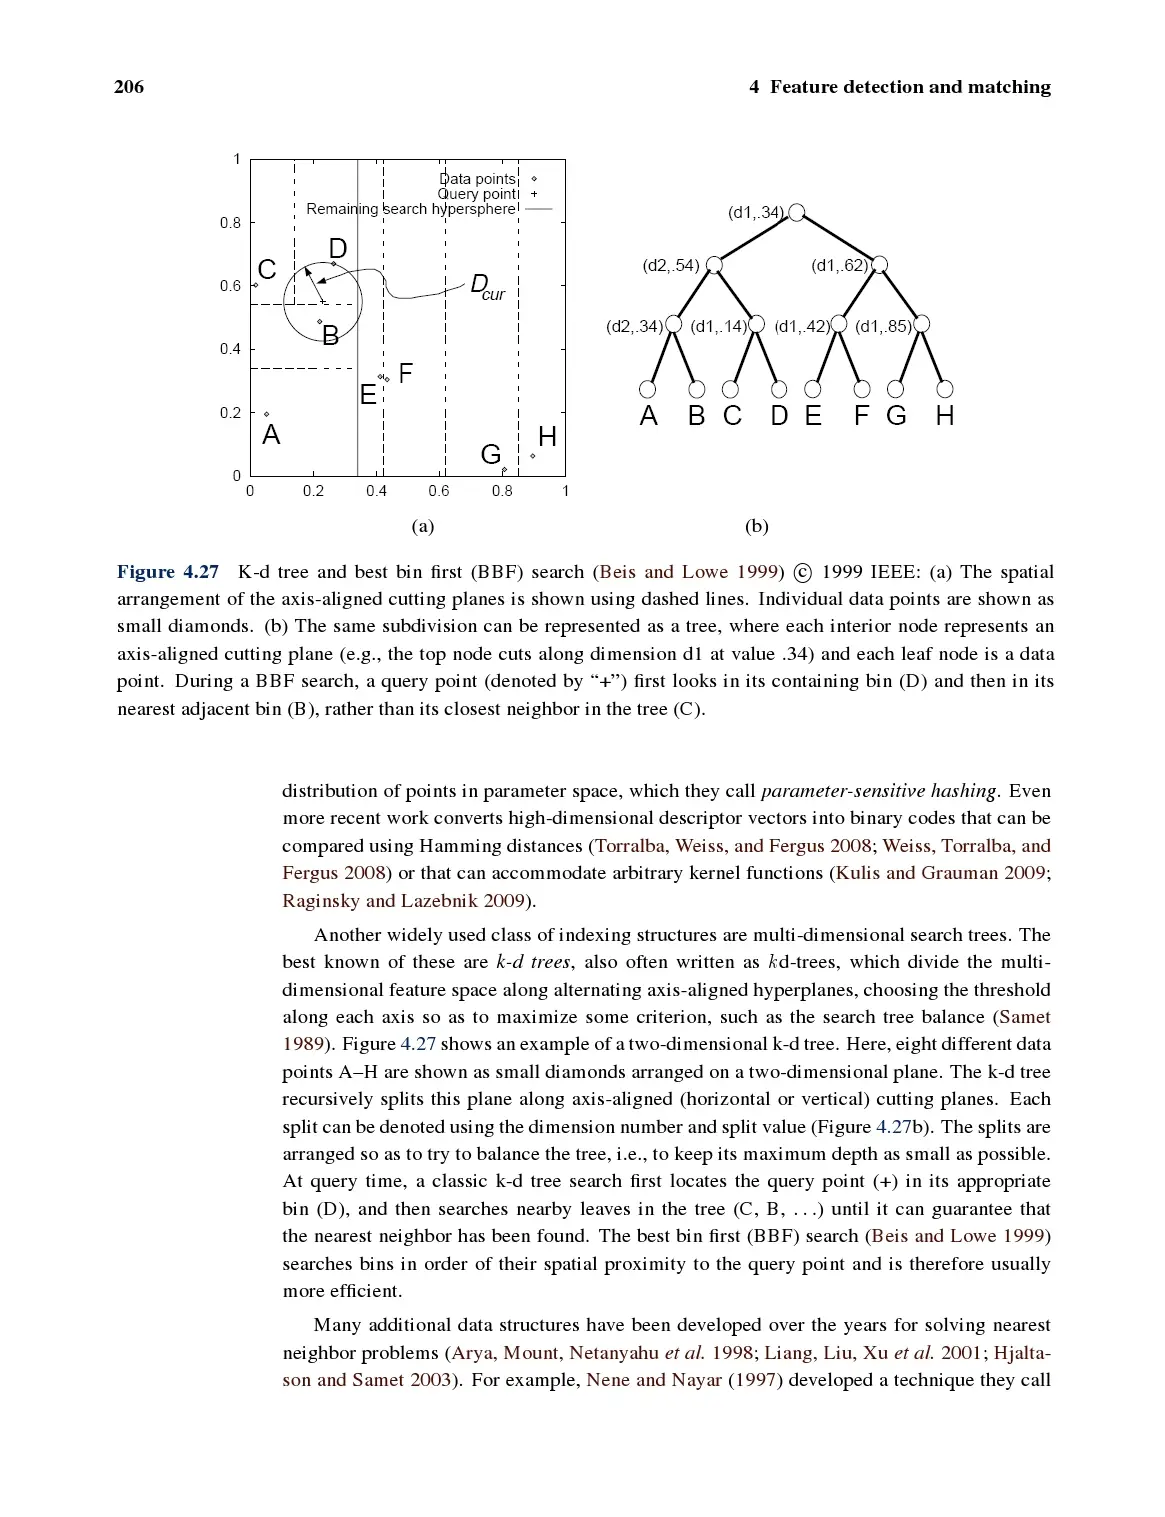 206
4 Feature detection and matching
1
0.8
0.6
0.4
0.2
0
0
0.2
0.4
0.6
0.8
1
Data points
Query point
Remaining search hypersphere
D
C
B
Dcur
E
F
A
G
H
(a)
(d1,.34)
(d2,.54)
(d1,.62)
(d2,.34)
(d1,.14)
(d1,.42)
(d1,.85)
A B C D E F G H
(b)
Figure 4.27 K-d tree and best bin first (BBF) search (Beis and Lowe 1999) © 1999 IEEE: (a) The spatial
arrangement of the axis-aligned cutting planes is shown using dashed lines. Individual data points are shown as
small diamonds. (b) The same subdivision can be represented as a tree, where each interior node represents an
axis-aligned cutting plane (e.g., the top node cuts along dimension d1 at value .34) and each leaf node is a data
point. During a BBF search, a query point (denoted by “+”) first looks in its containing bin (D) and then in its
nearest adjacent bin (B), rather than its closest neighbor in the tree (C).
distribution of points in parameter space, which they call parameter-sensitive hashing. Even
more recent work converts high-dimensional descriptor vectors into binary codes that can be
compared using Hamming distances (Torralba, Weiss, and Fergus 2008; Weiss, Torralba, and
Fergus 2008) or that can accommodate arbitrary kernel functions (Kulis and Grauman 2009;
Raginsky and Lazebnik 2009).
Another widely used class of indexing structures are multi-dimensional search trees. The
best known of these are k-d trees, also often written as kd-trees, which divide the multi-
dimensional feature space along alternating axis-aligned hyperplanes, choosing the threshold
along each axis so as to maximize some criterion, such as the search tree balance (Samet
1989). Figure 4.27 shows an example of a two-dimensional k-d tree. Here, eight different data
points A–H are shown as small diamonds arranged on a two-dimensional plane. The k-d tree
recursively splits this plane along axis-aligned (horizontal or vertical) cutting planes. Each
split can be denoted using the dimension number and split value (Figure 4.27b). The splits are
arranged so as to try to balance the tree, i.e., to keep its maximum depth as small as possible.
At query time, a classic k-d tree search first locates the query point (+) in its appropriate
bin (D), and then searches nearby leaves in the tree (C, B, . . .) until it can guarantee that
the nearest neighbor has been found. The best bin first (BBF) search (Beis and Lowe 1999)
searches bins in order of their spatial proximity to the query point and is therefore usually
more efficient.
Many additional data structures have been developed over the years for solving nearest
neighbor problems (Arya, Mount, Netanyahu et al. 1998; Liang, Liu, Xu et al. 2001; Hjalta-
son and Samet 2003). For example, Nene and Nayar (1997) developed a technique they call